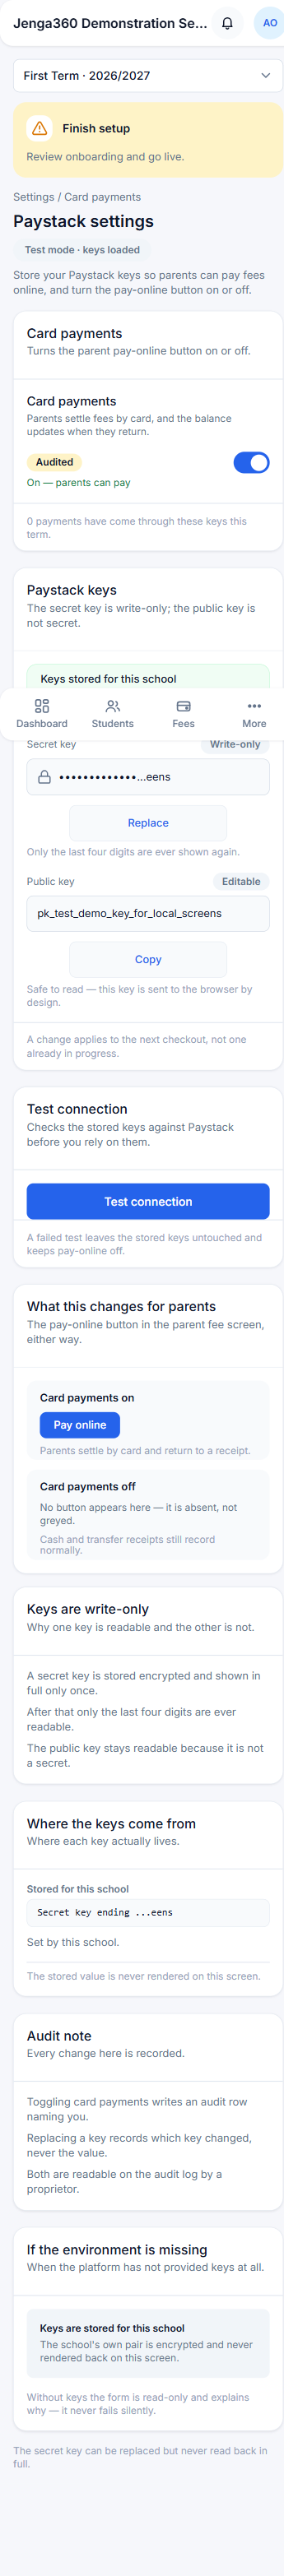 Jenga360 Demonstration Se...
AO
First Term · 2026/2027
Finish setup
Review onboarding and go live.
Settings / Card payments
Paystack settings
Test mode · keys loaded
Store your Paystack keys so parents can pay fees
online, and turn the pay-online button on or off.
Card payments
Turns the parent pay-online button on or off.
Card payments
Parents settle fees by card, and the balance
updates when they return.
Audited
On — parents can pay
0 payments have come through these keys this
term.
Paystack keys
The secret key is write-only; the public key is
not secret.
Keys stored for this school
Dashboard
Students
Fees
More
Secret key
Write-only
•••••••••••••...eens
Replace
Only the last four digits are ever shown again.
Public key
Editable
pk_test_demo_key_for_local_screens
Copy
Safe to read — this key is sent to the browser by
design.
A change applies to the next checkout, not one
already in progress.
Test connection
Checks the stored keys against Paystack
before you rely on them.
Test connection
A failed test leaves the stored keys untouched and
keeps pay-online off.
What this changes for parents
The pay-online button in the parent fee screen,
either way.
Card payments on
Pay online
Parents settle by card and return to a receipt.
Card payments off
No button appears here — it is absent, not
greyed.
Cash and transfer receipts still record
normally.
Keys are write-only
Why one key is readable and the other is not.
A secret key is stored encrypted and shown in
full only once.
After that only the last four digits are ever
readable.
The public key stays readable because it is not
a secret.
Where the keys come from
Where each key actually lives.
Stored for this school
Secret key ending ...eens
Set by this school.
The stored value is never rendered on this screen.
Audit note
Every change here is recorded.
Toggling card payments writes an audit row
naming you.
Replacing a key records which key changed,
never the value.
Both are readable on the audit log by a
proprietor.
If the environment is missing
When the platform has not provided keys at all.
Keys are stored for this school
The school's own pair is encrypted and never
rendered back on this screen.
Without keys the form is read-only and explains
why — it never fails silently.
The secret key can be replaced but never read back in
full.